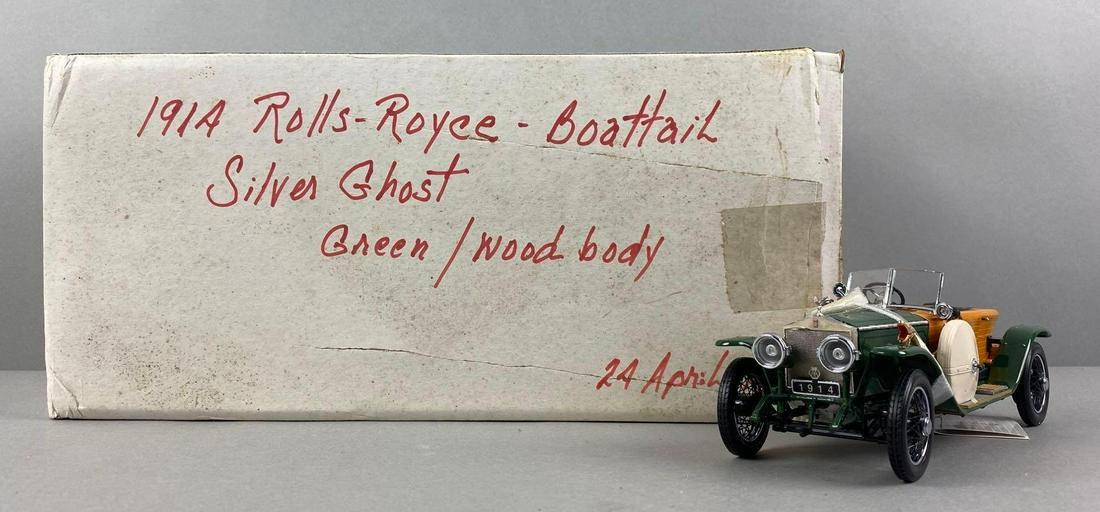 1914 Rolls-Royce - Boattail
Silver Ghost
Green / wood body
24 April
1914